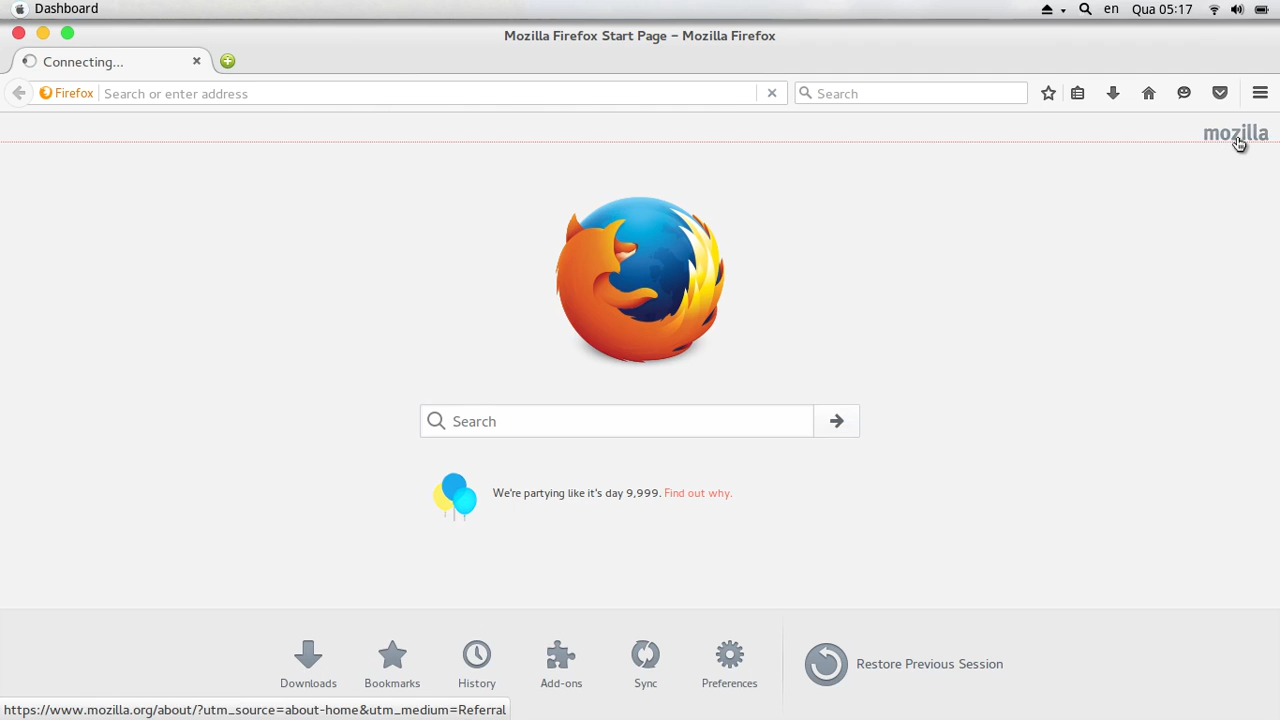 Dashboard
en
Qua 05:17
Mozilla Firefox Start Page – Mozilla Firefox
Connecting...
Firefox
Search or enter address
Search
mozilla
Search
We're partying like it's day 9,999. Find out why.
Downloads
Bookmarks
History
Add-ons
Sync
Preferences
Restore Previous Session
https://www.mozilla.org/about/?utm_source=about-home&utm_medium=Referral